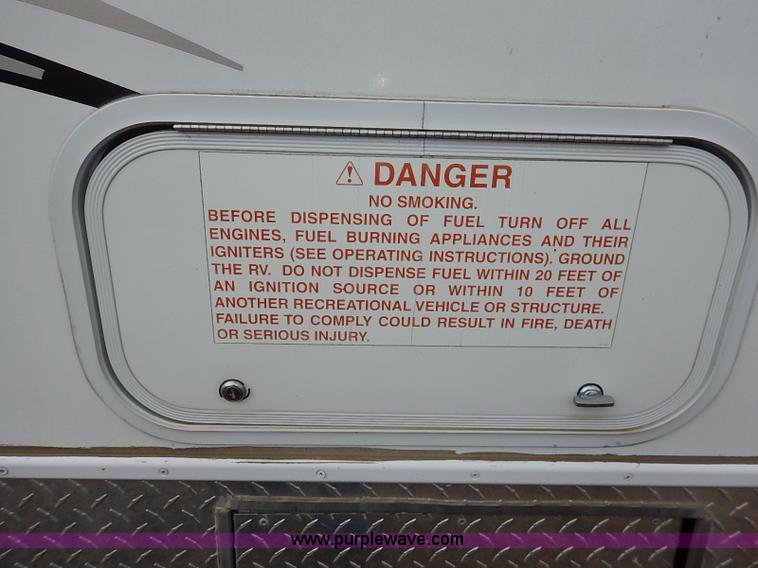 ⚠ DANGER
NO SMOKING.
BEFORE DISPENSING OF FUEL TURN OFF ALL
ENGINES, FUEL BURNING APPLIANCES AND THEIR
IGNITERS (SEE OPERATING INSTRUCTIONS). GROUND
THE RV. DO NOT DISPENSE FUEL WITHIN 20 FEET OF
AN IGNITION SOURCE OR WITHIN 10 FEET OF
ANOTHER RECREATIONAL VEHICLE OR STRUCTURE.
FAILURE TO COMPLY COULD RESULT IN FIRE, DEATH
OR SERIOUS INJURY.
www.purplewave.com